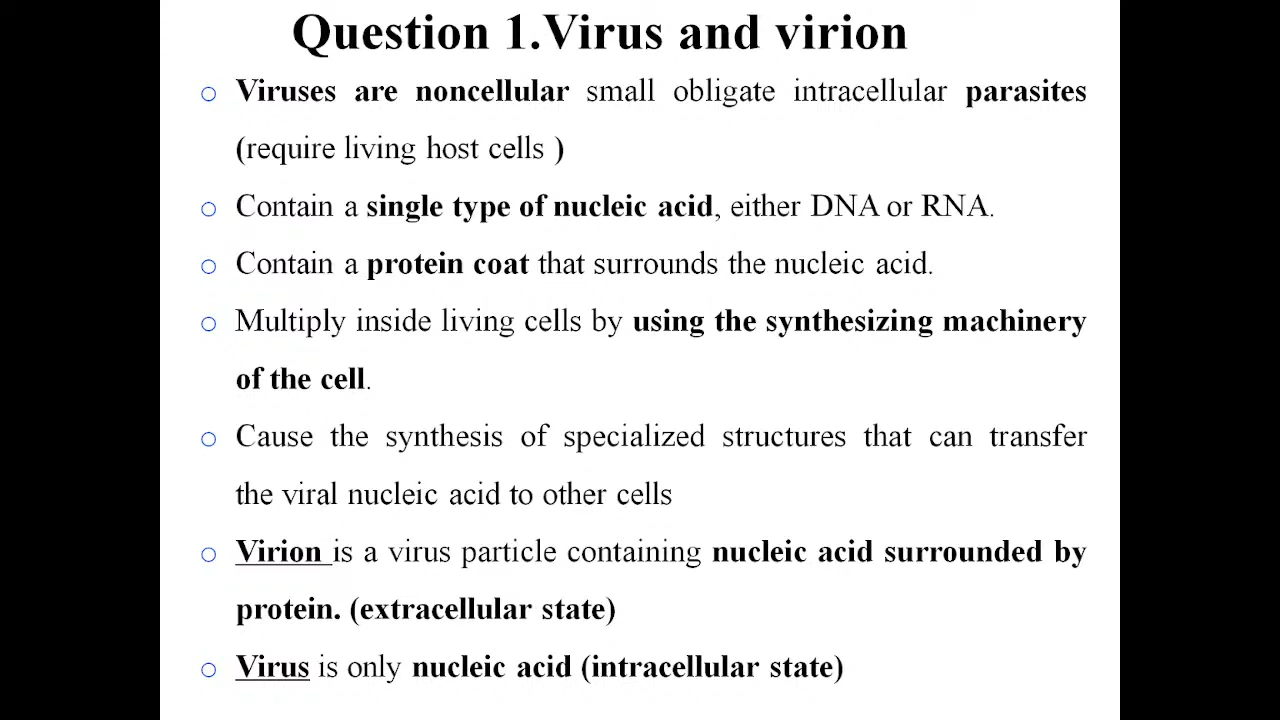 Question 1.Virus and virion
○ Viruses are noncellular small obligate intracellular parasites
(require living host cells )
○ Contain a single type of nucleic acid, either DNA or RNA.
○ Contain a protein coat that surrounds the nucleic acid.
○ Multiply inside living cells by using the synthesizing machinery
of the cell.
○ Cause the synthesis of specialized structures that can transfer
the viral nucleic acid to other cells
○ Virion is a virus particle containing nucleic acid surrounded by
protein. (extracellular state)
○ Virus is only nucleic acid (intracellular state)